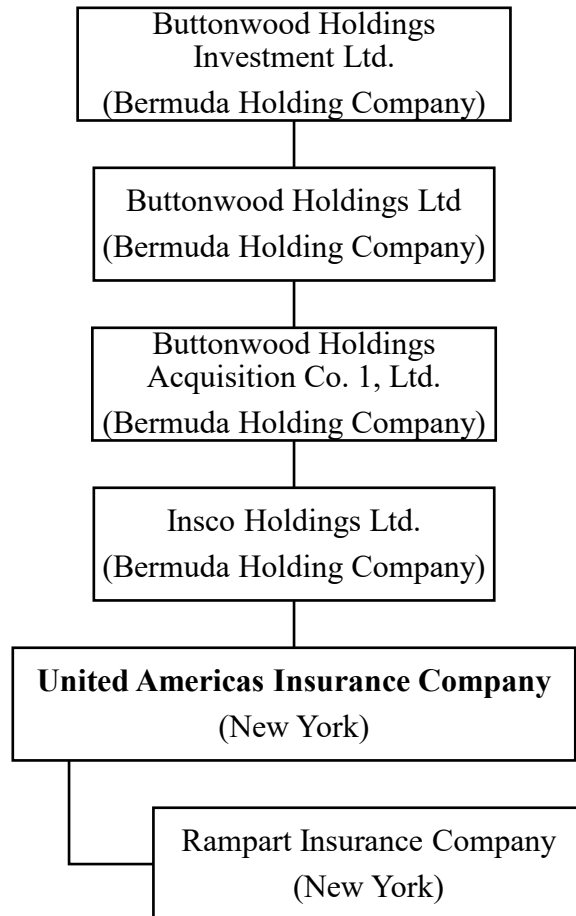 Buttonwood Holdings
Investment Ltd.
(Bermuda Holding Company)
Buttonwood Holdings Ltd
(Bermuda Holding Company)
Buttonwood Holdings
Acquisition Co. 1, Ltd.
(Bermuda Holding Company)
Insco Holdings Ltd.
(Bermuda Holding Company)
United Americas Insurance Company
(New York)
Rampart Insurance Company
(New York)